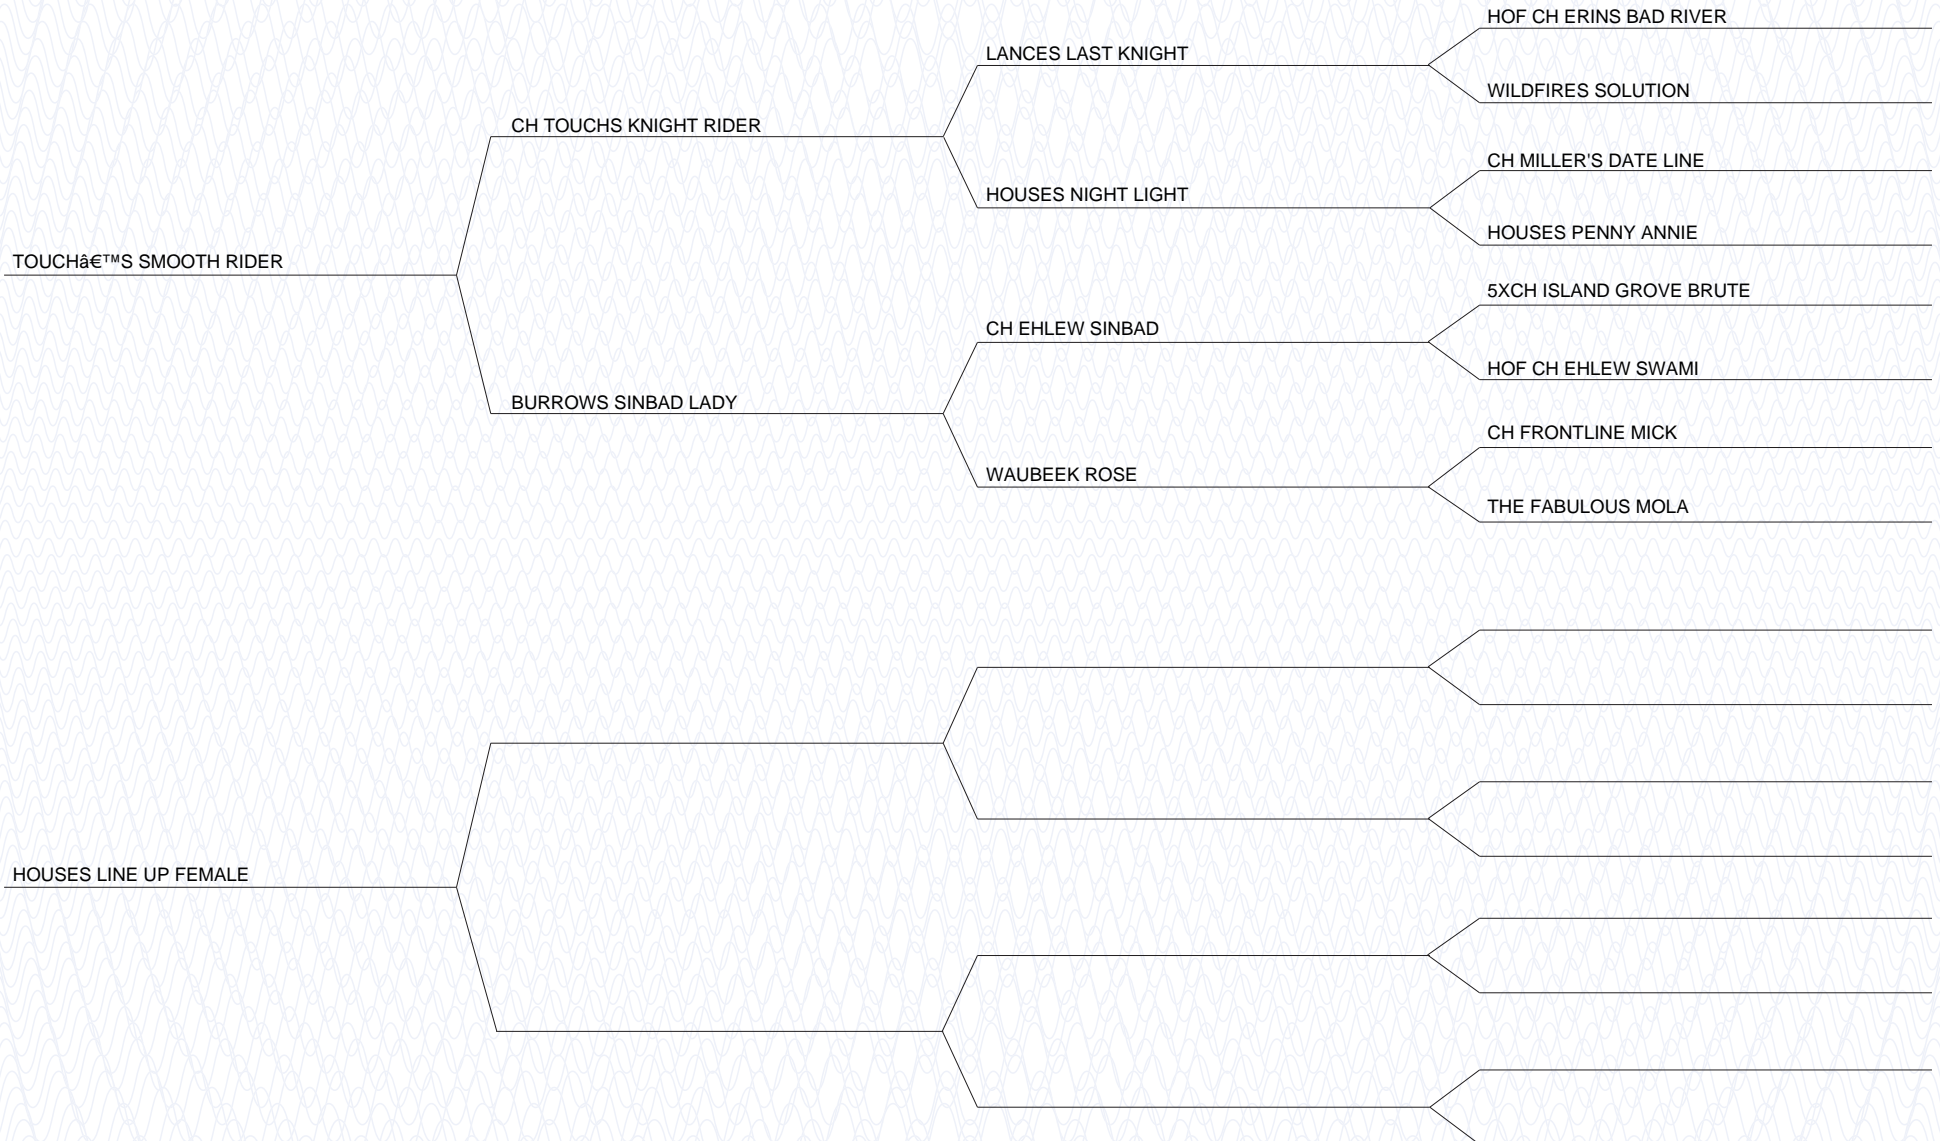 HOF CH ERINS BAD RIVER
LANCES LAST KNIGHT
WILDFIRES SOLUTION
CH TOUCHS KNIGHT RIDER
CH MILLER'S DATE LINE
HOUSES NIGHT LIGHT
HOUSES PENNY ANNIE
TOUCHâ€™S SMOOTH RIDER
5XCH ISLAND GROVE BRUTE
CH EHLEW SINBAD
HOF CH EHLEW SWAMI
BURROWS SINBAD LADY
CH FRONTLINE MICK
WAUBEEK ROSE
THE FABULOUS MOLA
HOUSES LINE UP FEMALE